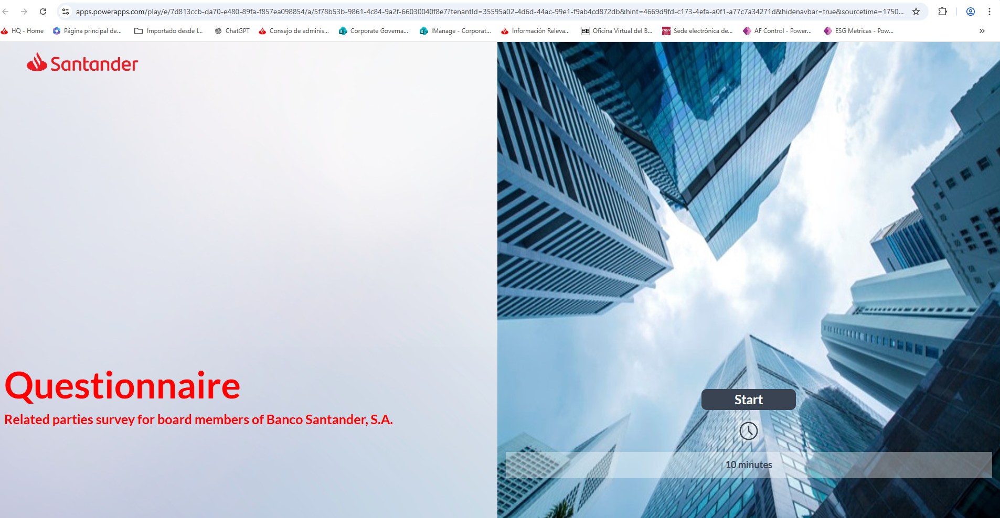 apps.powerapps.com/play/e/7d813ccb-da70-e480-89fa-f857ea098854/a/5f78b53b-9861-4c84-9a2f-66030040f8e7?tenantId=35595a02-4d6d-44ac-99e1-f9ab4cd872db&hint=4669d9fd-c173-4efa-a0f1-a77c7a34271d&hidenavbar=true&sourcetime=1750...
HQ - Home Página principal de... Importado desde I... ChatGPT Consejo de adminis... Corporate Governa... IManage - Corporat... Información Releva... BE Oficina Virtual del B... CNMV Sede electrónica de... AF Control - Power... ESG Metricas - Pow...
Santander
Questionnaire
Related parties survey for board members of Banco Santander, S.A.
Start
10 minutes